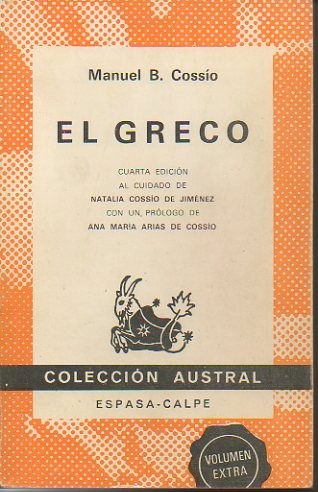 Manuel B. Cossío
EL GRECO
CUARTA EDICIÓN
AL CUIDADO DE
NATALIA COSSÍO DE JIMÉNEZ
CON UN PRÓLOGO DE
ANA MARÍA ARIAS DE COSSÍO
COLECCIÓN AUSTRAL
ESPASA-CALPE
VOLUMEN
EXTRA